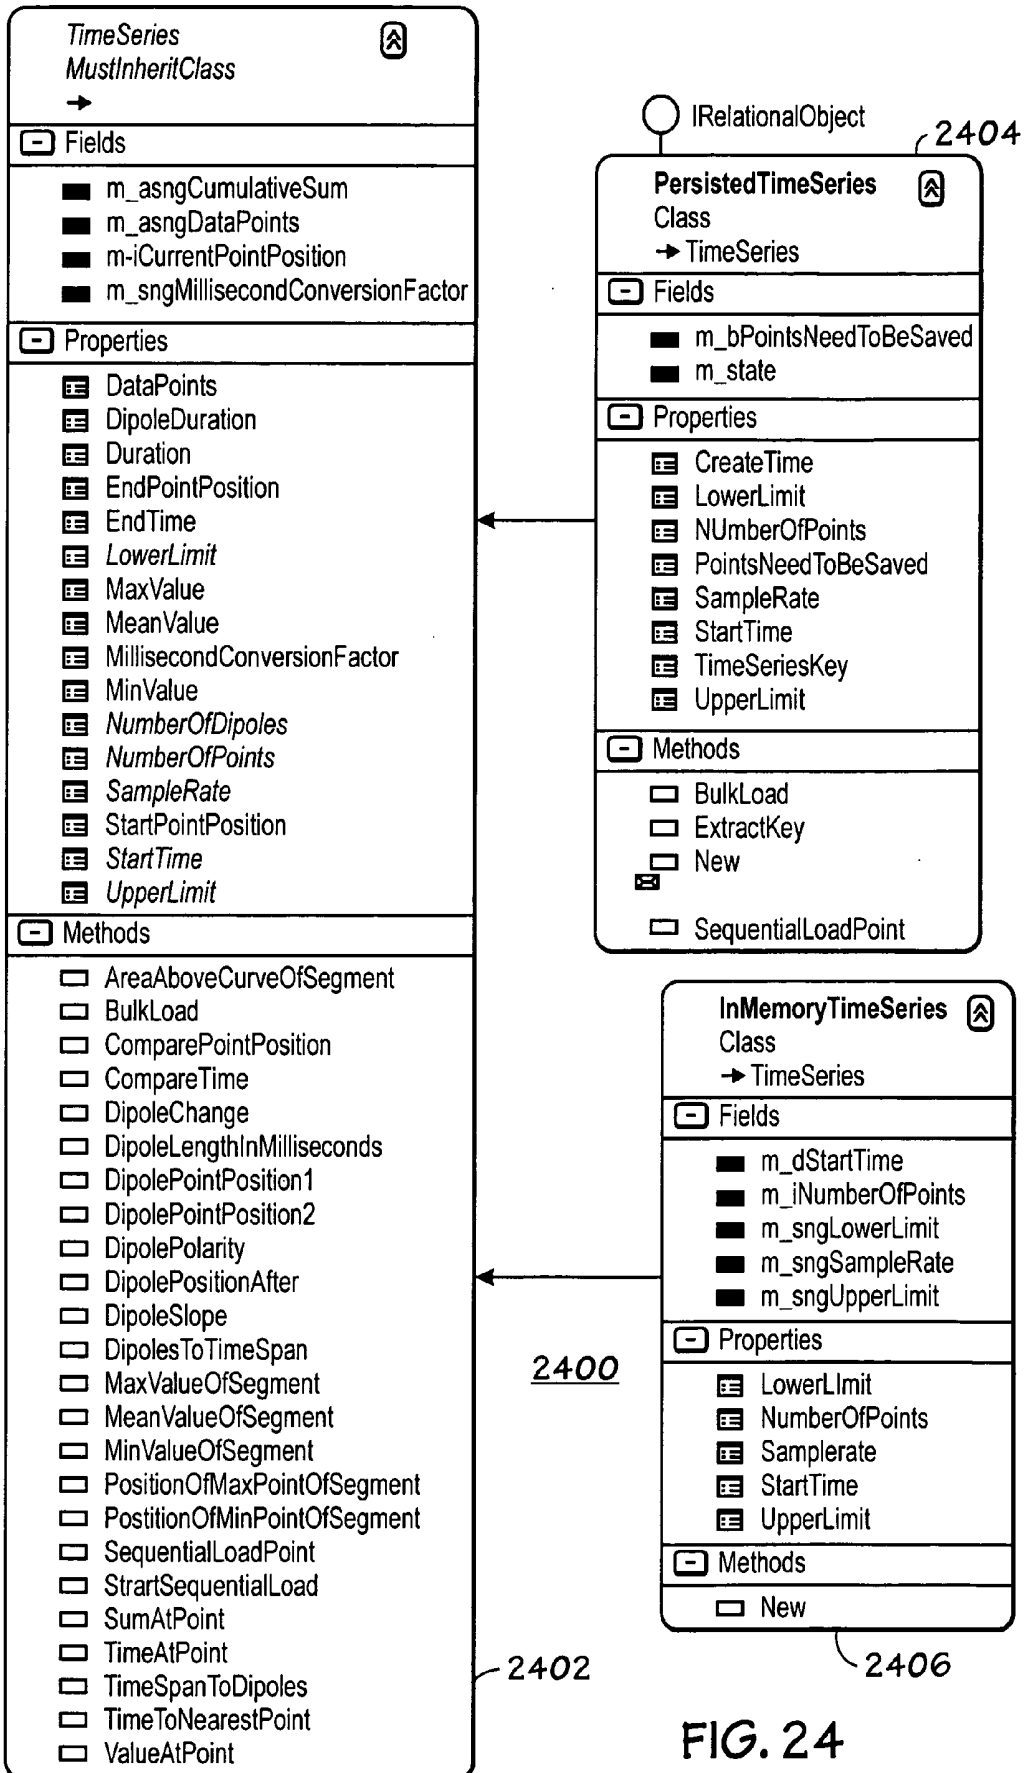 TimeSeries
MustInheritClass
Fields
m_asngCumulativeSum
m_asngDataPoints
m-iCurrentPointPosition
m_sngMillisecondConversionFactor
Properties
DataPoints
DipoleDuration
Duration
EndPointPosition
EndTime
LowerLimit
MaxValue
MeanValue
MillisecondConversionFactor
MinValue
NumberOfDipoles
NumberOfPoints
SampleRate
StartPointPosition
StartTime
UpperLimit
Methods
AreaAboveCurveOfSegment
BulkLoad
ComparePointPosition
CompareTime
DipoleChange
DipoleLengthInMilliseconds
DipolePointPosition1
DipolePointPosition2
DipolePolarity
DipolePositionAfter
DipoleSlope
DipolesToTimeSpan
MaxValueOfSegment
MeanValueOfSegment
MinValueOfSegment
PositionOfMaxPointOfSegment
PostitionOfMinPointOfSegment
SequentialLoadPoint
StrartSequentialLoad
SumAtPoint
TimeAtPoint
TimeSpanToDipoles
TimeToNearestPoint
ValueAtPoint
2402
IRelationalObject
2404
PersistedTimeSeries
Class
→ TimeSeries
Fields
m_bPointsNeedToBeSaved
m_state
Properties
CreateTime
LowerLimit
NUmberOfPoints
PointsNeedToBeSaved
SampleRate
StartTime
TimeSeriesKey
UpperLimit
Methods
BulkLoad
ExtractKey
New
SequentialLoadPoint
InMemoryTimeSeries
Class
→ TimeSeries
Fields
m_dStartTime
m_iNumberOfPoints
m_sngLowerLimit
m_sngSampleRate
m_sngUpperLimit
Properties
LowerLImit
NumberOfPoints
Samplerate
StartTime
UpperLimit
Methods
New
2406
2400
FIG. 24